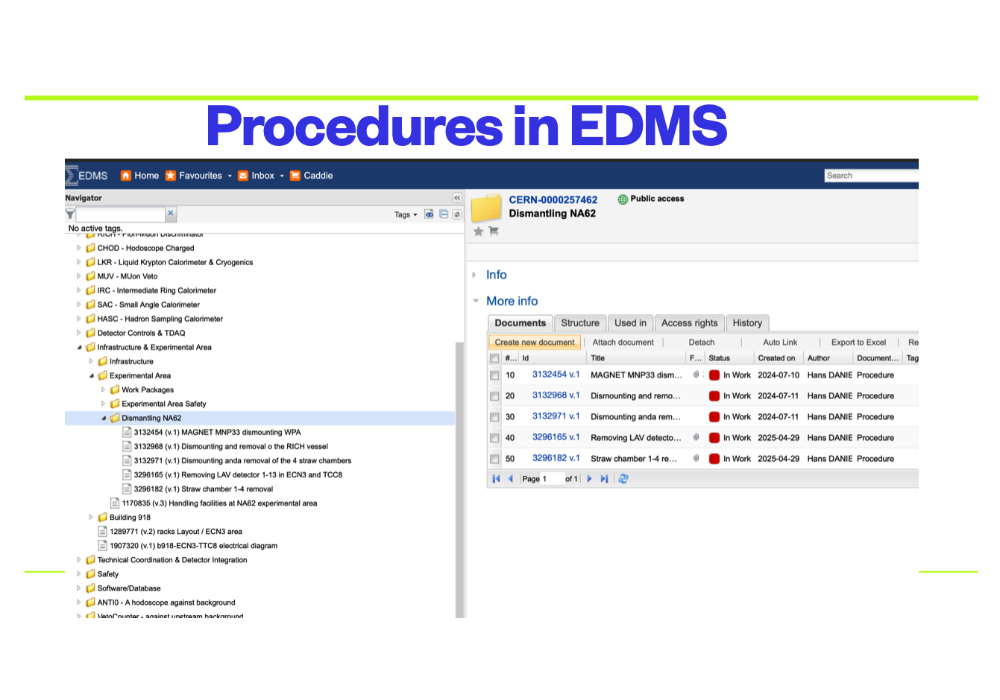 Procedures in EDMS
EDMS Home Favourites Inbox Caddie
Search
Navigator
Tags
No active tags.
RICH - Pion-Muon Discriminator
CHOD - Hodoscope Charged
LKR - Liquid Krypton Calorimeter & Cryogenics
MUV - MUon Veto
IRC - Intermediate Ring Calorimeter
SAC - Small Angle Calorimeter
HASC - Hadron Sampling Calorimeter
Detector Controls & TDAQ
Infrastructure & Experimental Area
Infrastructure
Experimental Area
Work Packages
Experimental Area Safety
Dismantling NA62
3132454 (v.1) MAGNET MNP33 dismounting WPA
3132968 (v.1) Dismounting and removal o the RICH vessel
3132971 (v.1) Dismounting anda removal of the 4 straw chambers
3296165 (v.1) Removing LAV detector 1-13 in ECN3 and TCC8
3296182 (v.1) Straw chamber 1-4 removal
1170835 (v.3) Handling facilities at NA62 experimental area
Building 918
1289771 (v.2) racks Layout / ECN3 area
1907320 (v.1) b918-ECN3-TTC8 electrical diagram
Technical Coordination & Detector Integration
Safety
Software/Database
ANTI0 - A hodoscope against background
VetoCounter - against upstream background
CERN-0000257462 Public access
Dismantling NA62
Info
More info
Documents Structure Used in Access rights History
Create new document Attach document Detach Auto Link Export to Excel Re
#... Id Title F... Status Created on Author Document... Tag
10 3132454 v.1 MAGNET MNP33 dism... In Work 2024-07-10 Hans DANIE Procedure
20 3132968 v.1 Dismounting and remo... In Work 2024-07-11 Hans DANIE Procedure
30 3132971 v.1 Dismounting anda rem... In Work 2024-07-11 Hans DANIE Procedure
40 3296165 v.1 Removing LAV detecto... In Work 2025-04-29 Hans DANIE Procedure
50 3296182 v.1 Straw chamber 1-4 re... In Work 2025-04-29 Hans DANIE Procedure
Page 1 of 1